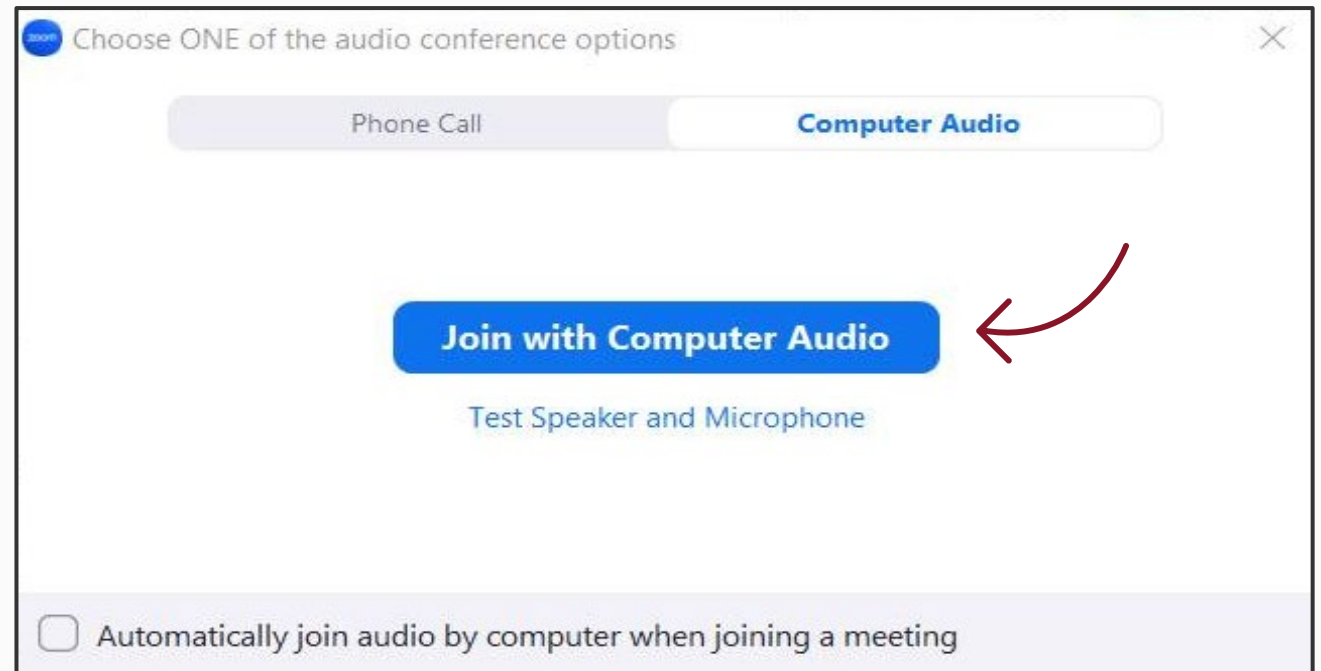 zoom Choose ONE of the audio conference options
Phone Call Computer Audio
Join with Computer Audio
Test Speaker and Microphone
Automatically join audio by computer when joining a meeting